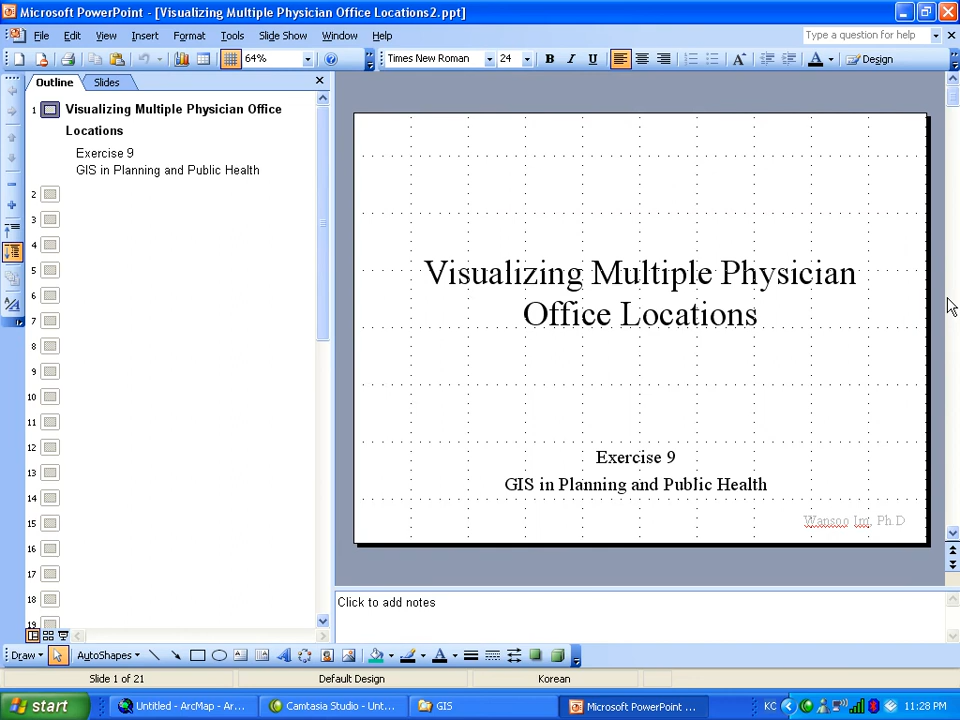 Microsoft PowerPoint - [Visualizing Multiple Physician Office Locations2.ppt]
File Edit View Insert Format Tools Slide Show Window Help
Type a question for help
64%
Times New Roman
24
B I U
A
A
Design
Outline
Slides
1 Visualizing Multiple Physician Office
Locations
Exercise 9
GIS in Planning and Public Health
2
3
4
5
6
7
8
9
10
11
12
13
14
15
16
17
18
19
Visualizing Multiple Physician
Office Locations
Exercise 9
GIS in Planning and Public Health
Wansoo Im, Ph.D
Click to add notes
Draw
AutoShapes
A
Slide 1 of 21
Default Design
Korean
start
Untitled - ArcMap - Ar...
Camtasia Studio - Unt...
GIS
Microsoft PowerPoint ...
KC
11:28 PM